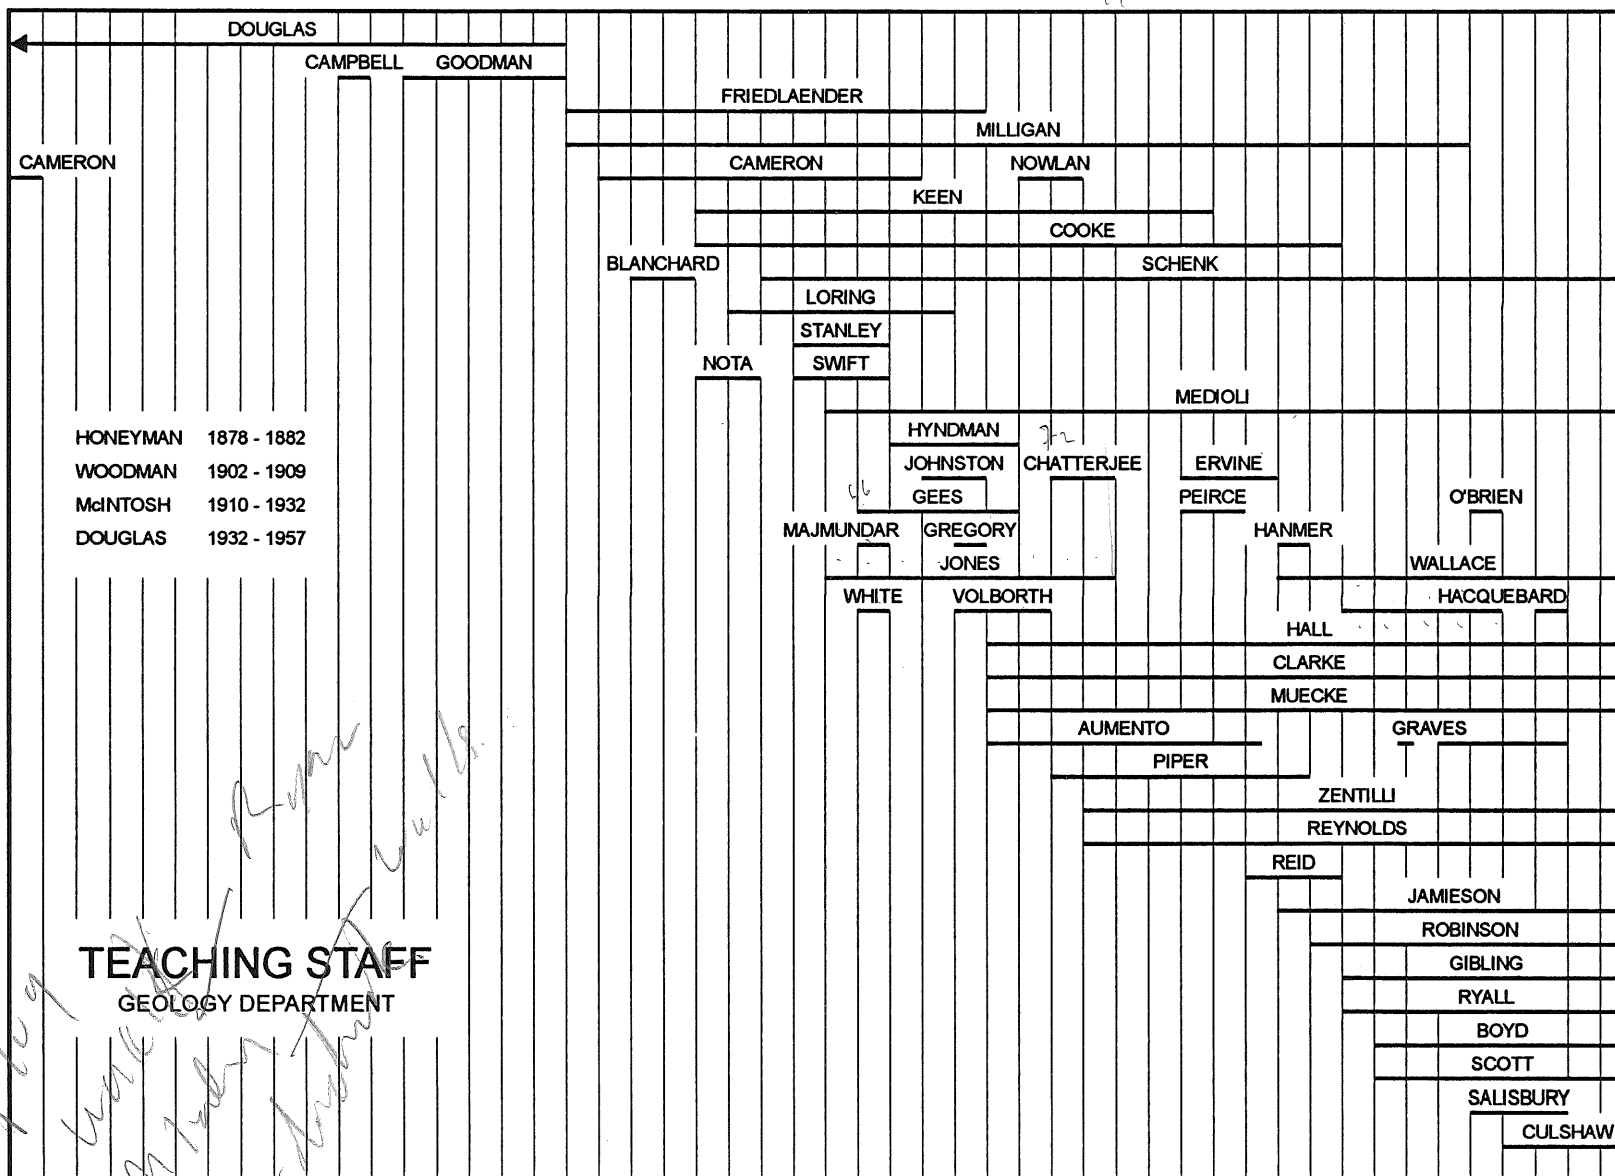 DOUGLAS
CAMPBELL GOODMAN
FRIEDLAENDER
MILLIGAN
CAMERON CAMERON NOWLAN
KEEN
COOKE
BLANCHARD SCHENK
LORING
STANLEY
NOTA SWIFT
MEDIOLI
HONEYMAN 1878 - 1882
WOODMAN 1902 - 1909
McINTOSH 1910 - 1932
DOUGLAS 1932 - 1957
HYNDMAN 72
JOHNSTON CHATTERJEE ERVINE
66 GEES PEIRCE O'BRIEN
MAJMUNDAR GREGORY HANMER
JONES WALLACE
WHITE VOLBORTH HACQUEBARD
HALL
CLARKE
MUECKE
AUMENTO GRAVES
PIPER
ZENTILLI
REYNOLDS
REID
JAMIESON
ROBINSON
GIBLING
RYALL
BOYD
SCOTT
SALISBURY
CULSHAW
TEACHING STAFF
GEOLOGY DEPARTMENT